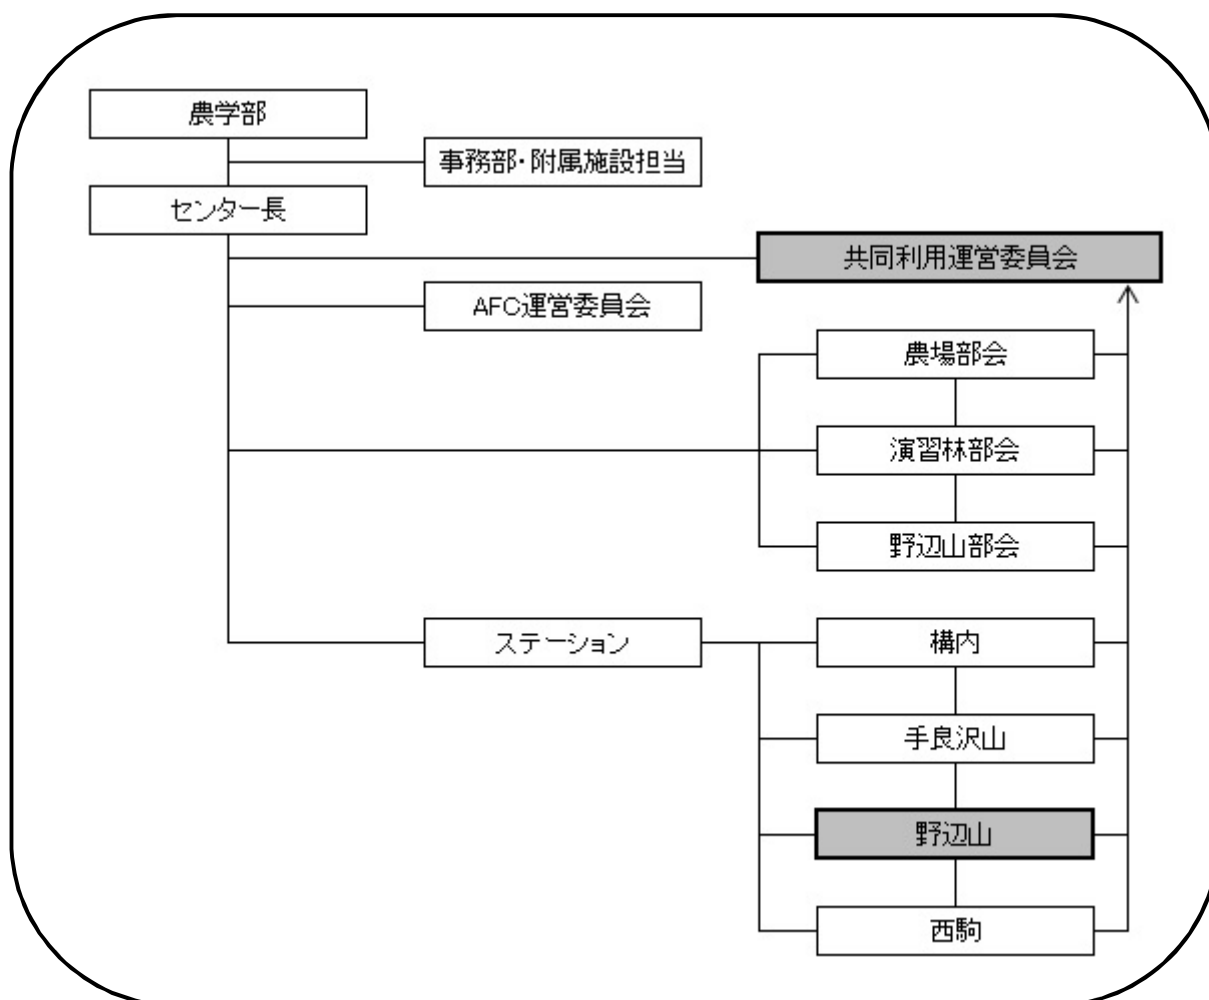 農学部
事務部・附属施設担当
センター長
共同利用運営委員会
AFC運営委員会
農場部会
演習林部会
野辺山部会
ステーション
構内
手良沢山
野辺山
西駒